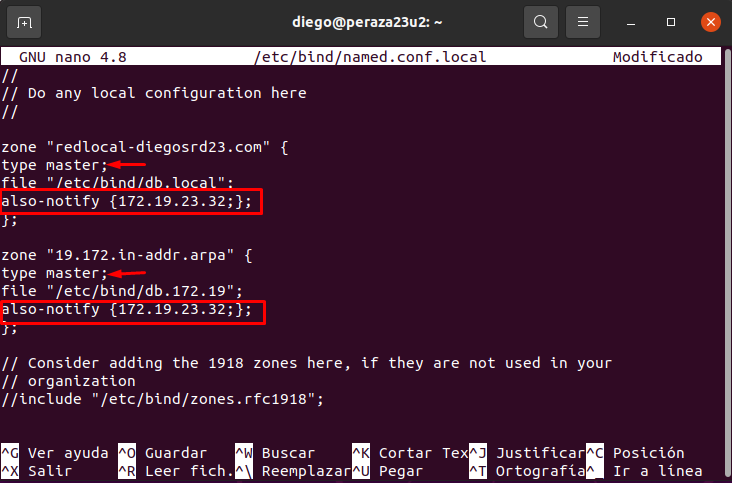 diego@peraza23u2: ~
GNU nano 4.8 /etc/bind/named.conf.local Modificado
//
// Do any local configuration here
//
zone "redlocal-diegosrd23.com" {
type master;
file "/etc/bind/db.local";
also-notify {172.19.23.32;};
};
zone "19.172.in-addr.arpa" {
type master;
file "/etc/bind/db.172.19";
also-notify {172.19.23.32;};
};
// Consider adding the 1918 zones here, if they are not used in your
// organization
//include "/etc/bind/zones.rfc1918";
^G Ver ayuda ^O Guardar ^W Buscar ^K Cortar Tex ^J Justificar ^C Posición
^X Salir ^R Leer fich. ^\ Reemplazar ^U Pegar ^T Ortografía ^_ Ir a línea